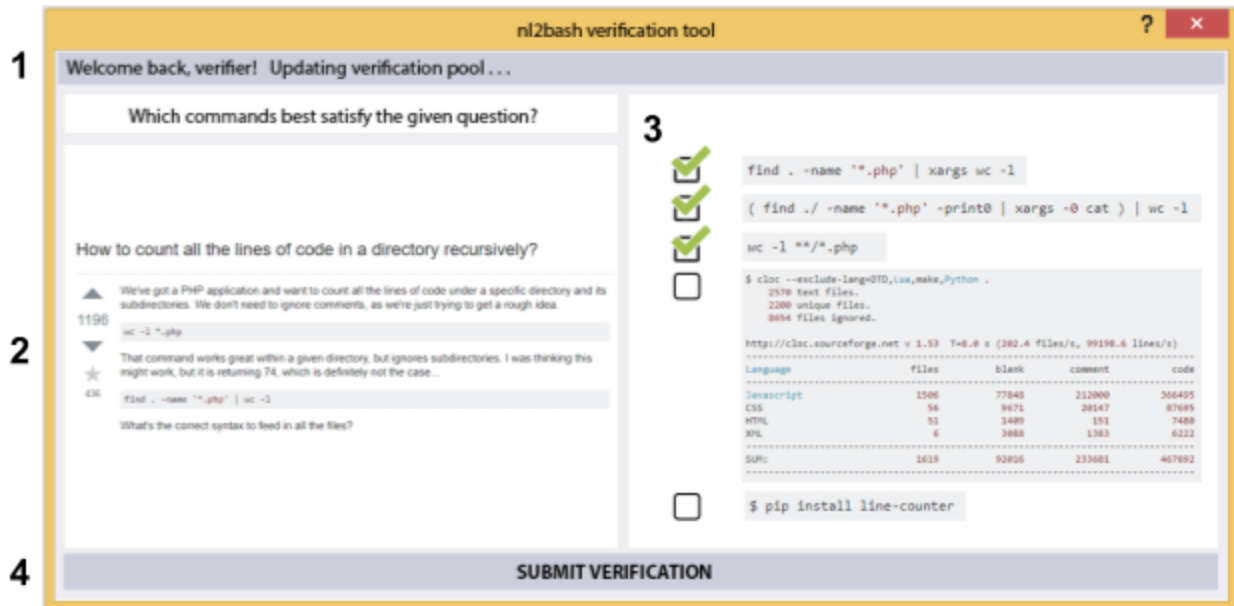 nl2bash verification tool
?
×
1
Welcome back, verifier! Updating verification pool . . .
Which commands best satisfy the given question?
2
How to count all the lines of code in a directory recursively?
1196
436
We've got a PHP application and want to count all the lines of code under a specific directory and its
subdirectories. We don't need to ignore comments, as we're just trying to get a rough idea.
wc -l *.php
That command works great within a given directory, but ignores subdirectories. I was thinking this
might work, but it is returning 74, which is definitely not the case...
find . -name '*.php' | wc -l
What's the correct syntax to feed in all the files?
3
find . -name '*.php' | xargs wc -l
( find ./ -name '*.php' -print0 | xargs -0 cat ) | wc -l
wc -l **/*.php
$ cloc --exclude-lang=DTD,Lua,make,Python .
2570 text files.
2200 unique files.
8654 files ignored.
http://cloc.sourceforge.net v 1.53 T=8.0 s (202.4 files/s, 99198.6 lines/s)
Language files blank comment code
Javascript 1506 77848 212000 366495
CSS 56 9671 20147 87695
HTML 51 1409 151 7480
XML 6 3088 1383 6222
SUM: 1619 92016 233681 467892
$ pip install line-counter
4
SUBMIT VERIFICATION